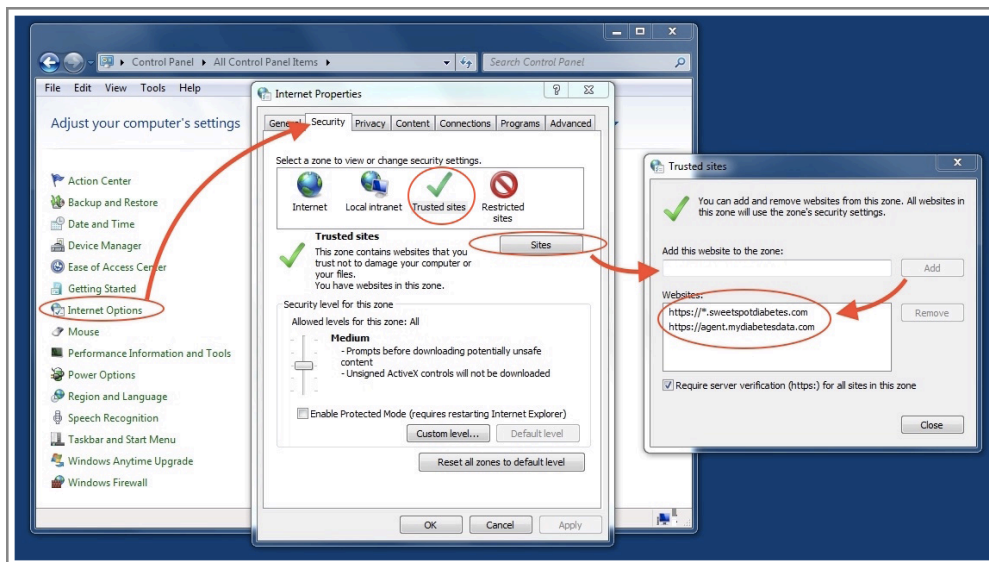 Control Panel ▸ All Control Panel Items ▸
Search Control Panel
File Edit View Tools Help
Adjust your computer's settings
Action Center
Backup and Restore
Date and Time
Device Manager
Ease of Access Center
Getting Started
Internet Options
Mouse
Performance Information and Tools
Power Options
Region and Language
Speech Recognition
Taskbar and Start Menu
Windows Anytime Upgrade
Windows Firewall
Internet Properties
General Security Privacy Content Connections Programs Advanced
Select a zone to view or change security settings.
Internet Local intranet Trusted sites Restricted
sites
Trusted sites
Sites
This zone contains websites that you
trust not to damage your computer or
your files.
You have websites in this zone.
Security level for this zone
Allowed levels for this zone: All
Medium
- Prompts before downloading potentially unsafe
content
- Unsigned ActiveX controls will not be downloaded
Enable Protected Mode (requires restarting Internet Explorer)
Custom level... Default level
Reset all zones to default level
OK Cancel Apply
Trusted sites
You can add and remove websites from this zone. All websites in
this zone will use the zone's security settings.
Add this website to the zone:
Add
Websites:
https://*.sweetspotdiabetes.com
https://agent.mydiabetesdata.com
Remove
Require server verification (https:) for all sites in this zone
Close